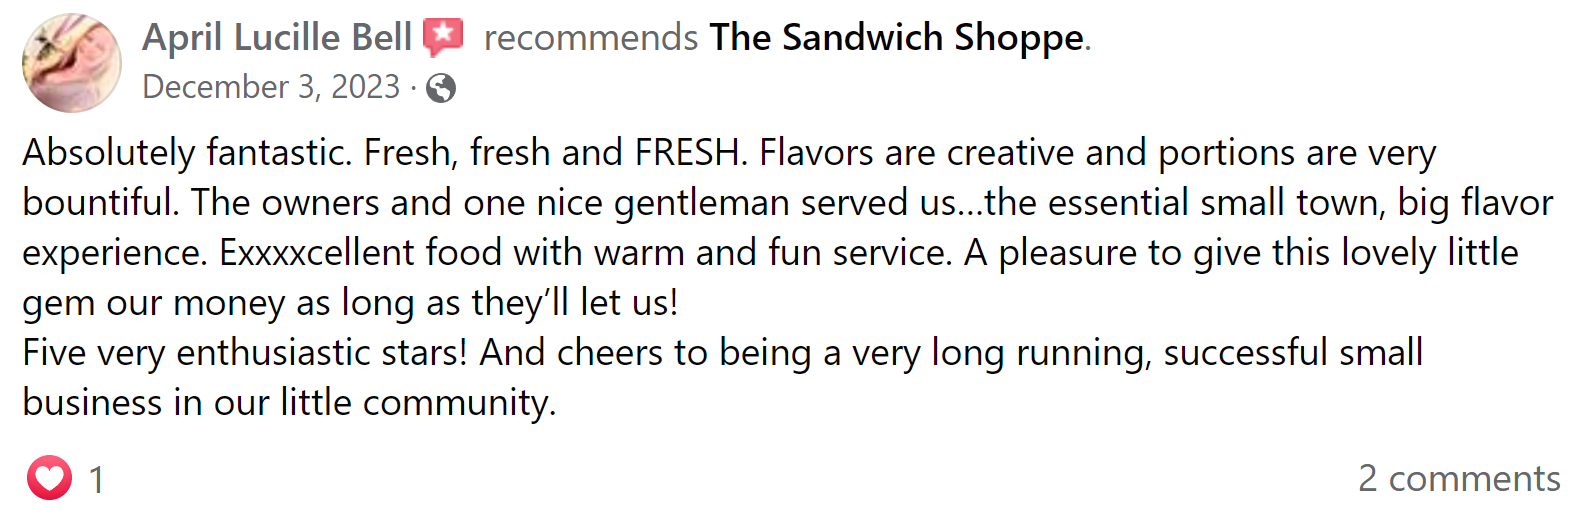 April Lucille Bell recommends The Sandwich Shoppe.
December 3, 2023 ·
Absolutely fantastic. Fresh, fresh and FRESH. Flavors are creative and portions are very
bountiful. The owners and one nice gentleman served us...the essential small town, big flavor
experience. Exxxxcellent food with warm and fun service. A pleasure to give this lovely little
gem our money as long as they’ll let us!
Five very enthusiastic stars! And cheers to being a very long running, successful small
business in our little community.
1
2 comments